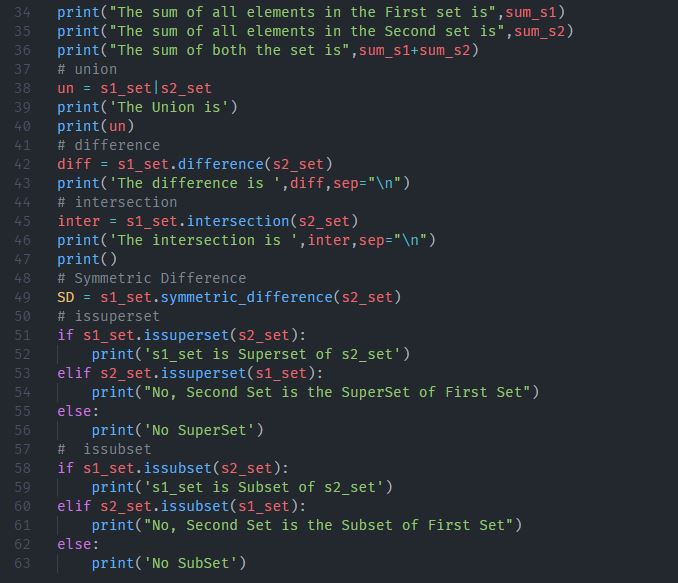 34 print("The sum of all elements in the First set is",sum_s1)
35 print("The sum of all elements in the Second set is",sum_s2)
36 print("The sum of both the set is",sum_s1+sum_s2)
37 # union
38 un = s1_set|s2_set
39 print('The Union is')
40 print(un)
41 # difference
42 diff = s1_set.difference(s2_set)
43 print('The difference is ',diff,sep="\n")
44 # intersection
45 inter = s1_set.intersection(s2_set)
46 print('The intersection is ',inter,sep="\n")
47 print()
48 # Symmetric Difference
49 SD = s1_set.symmetric_difference(s2_set)
50 # issuperset
51 if s1_set.issuperset(s2_set):
52     print('s1_set is Superset of s2_set')
53 elif s2_set.issuperset(s1_set):
54     print("No, Second Set is the SuperSet of First Set")
55 else:
56     print('No SuperSet')
57 #  issubset
58 if s1_set.issubset(s2_set):
59     print('s1_set is Subset of s2_set')
60 elif s2_set.issubset(s1_set):
61     print("No, Second Set is the Subset of First Set")
62 else:
63     print('No SubSet')